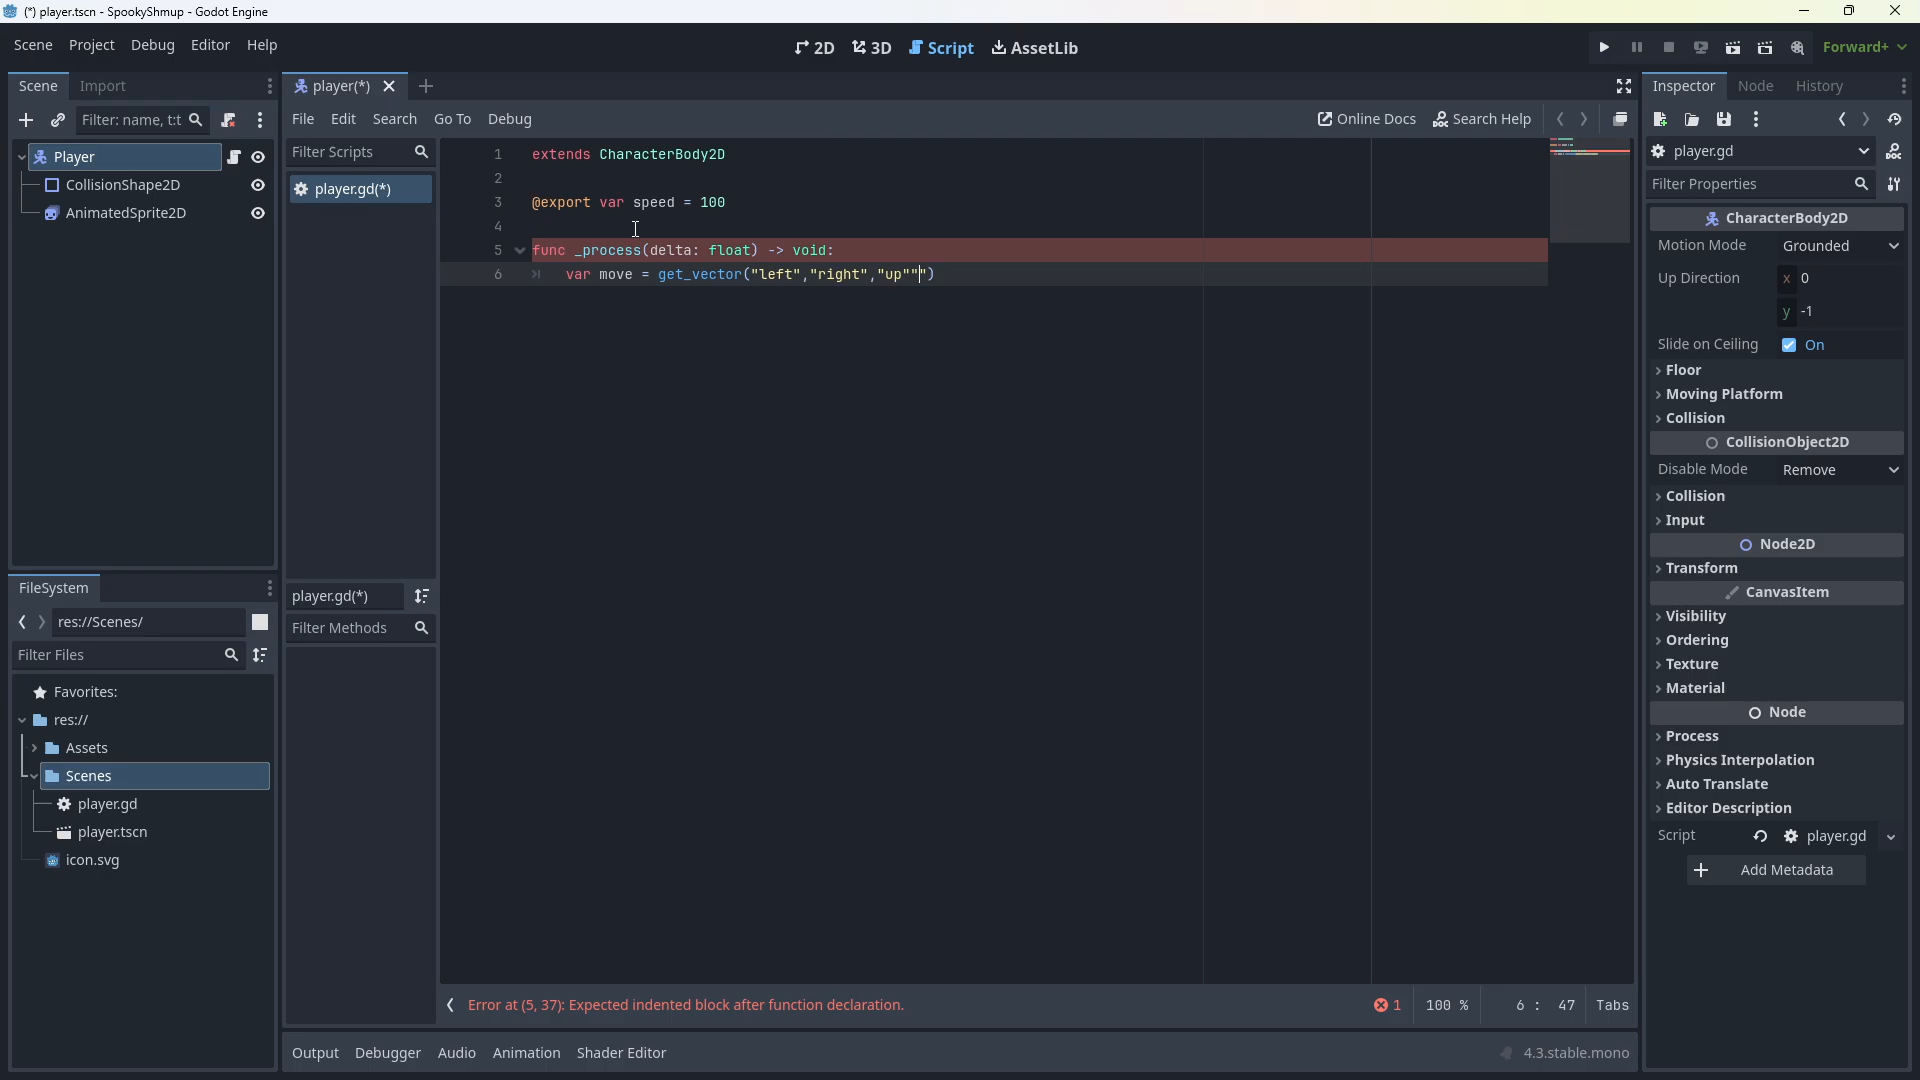 (*) player.tscn - SpookyShmup - Godot Engine
Scene Project Debug Editor Help
2D 3D Script AssetLib
Forward+
Scene Import
player(*)
Inspector Node History
Filter: name, t:t
File Edit Search Go To Debug
Online Docs Search Help
Player
CollisionShape2D
AnimatedSprite2D
Filter Scripts
player.gd(*)
player.gd(*)
Filter Methods
1 extends CharacterBody2D
2
3 @export var speed = 100
4
5 func _process(delta: float) -> void:
6 var move = get_vector("left","right","up""")
Error at (5, 37): Expected indented block after function declaration.
1 100 % 6 : 47 Tabs
Output Debugger Audio Animation Shader Editor
4.3.stable.mono
FileSystem
res://Scenes/
Filter Files
Favorites:
res://
Assets
Scenes
player.gd
player.tscn
icon.svg
player.gd
Filter Properties
CharacterBody2D
Motion Mode Grounded
Up Direction x 0
y -1
Slide on Ceiling On
Floor
Moving Platform
Collision
CollisionObject2D
Disable Mode Remove
Collision
Input
Node2D
Transform
CanvasItem
Visibility
Ordering
Texture
Material
Node
Process
Physics Interpolation
Auto Translate
Editor Description
Script player.gd
Add Metadata